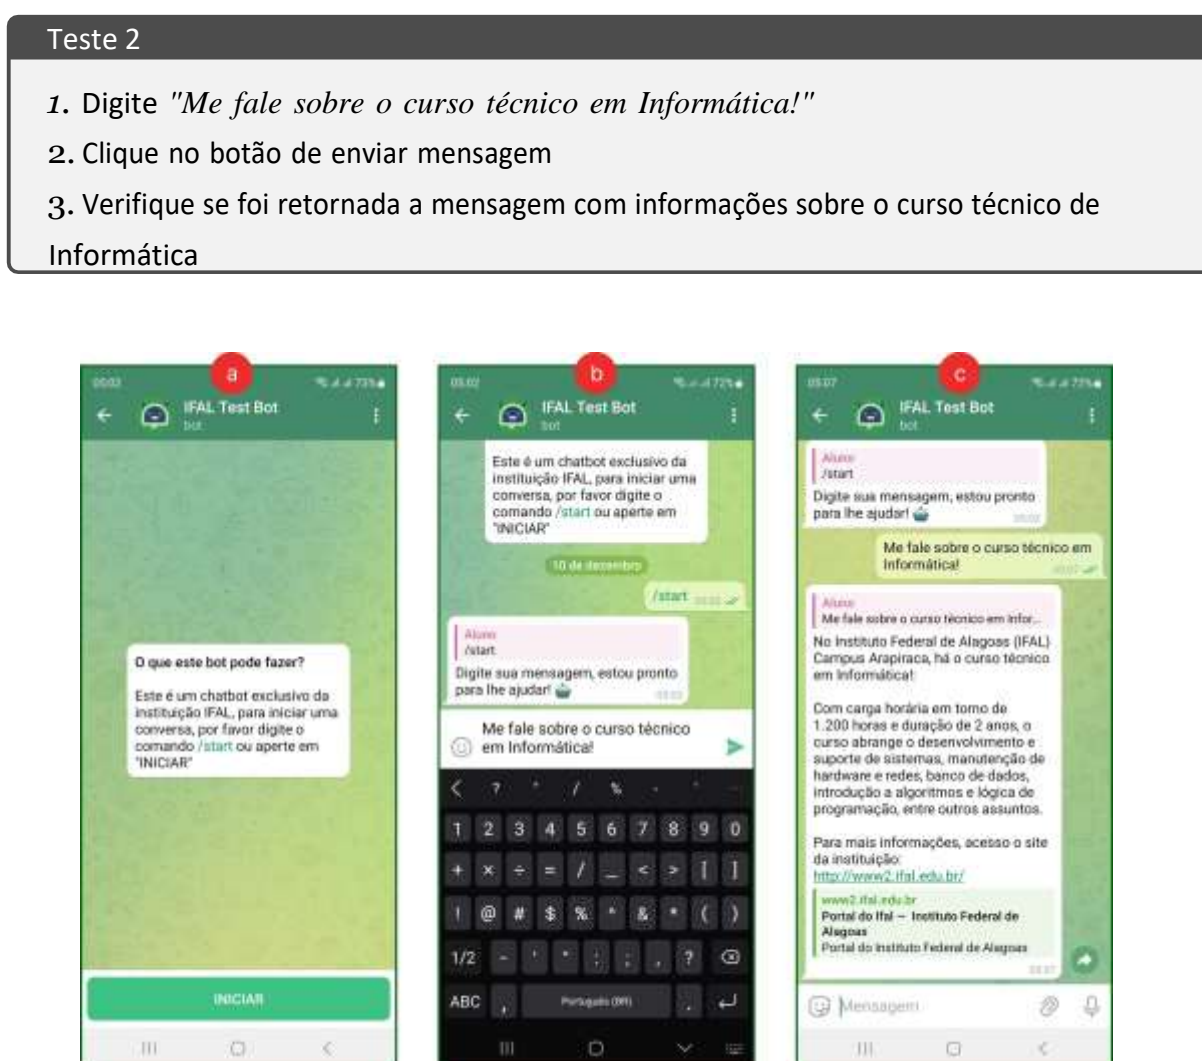 Teste 2
1. Digite "Me fale sobre o curso técnico em Informática!"
2. Clique no botão de enviar mensagem
3. Verifique se foi retornada a mensagem com informações sobre o curso técnico de
Informática
a
73%
IFAL Test Bot
bot
O que este bot pode fazer?
Este é um chatbot exclusivo da
instituição IFAL, para iniciar uma
conversa, por favor digite o
comando /start ou aperte em
"INICIAR"
INICIAR
b
05:02
72%
IFAL Test Bot
bot
Este é um chatbot exclusivo da
instituição IFAL, para iniciar uma
conversa, por favor digite o
comando /start ou aperte em
"INICIAR"
10 de dezembro
/start
Aluno
/start
Digite sua mensagem, estou pronto
para lhe ajudar!
Me fale sobre o curso técnico
em Informática!
1 2 3 4 5 6 7 8 9 0
+ × ÷ = / _ < > [ ]
! @ # $ % ^ & * ( )
1/2 - ' " : ; , ?
ABC , Português (BR) .
c
05:07
72%
IFAL Test Bot
bot
Aluno
/start
Digite sua mensagem, estou pronto
para lhe ajudar!
Me fale sobre o curso técnico em
Informática!
Aluno
Me fale sobre o curso técnico em Infor...
No Instituto Federal de Alagoas (IFAL)
Campus Arapiraca, há o curso técnico
em Informática!
Com carga horária em torno de
1.200 horas e duração de 2 anos, o
curso abrange o desenvolvimento e
suporte de sistemas, manutenção de
hardware e redes, banco de dados,
introdução a algoritmos e lógica de
programação, entre outros assuntos.
Para mais informações, acesso o site
da instituição:
http://www2.ifal.edu.br/
www2.ifal.edu.br
Portal do Ifal — Instituto Federal de
Alagoas
Portal do Instituto Federal de Alagoas
Mensagem